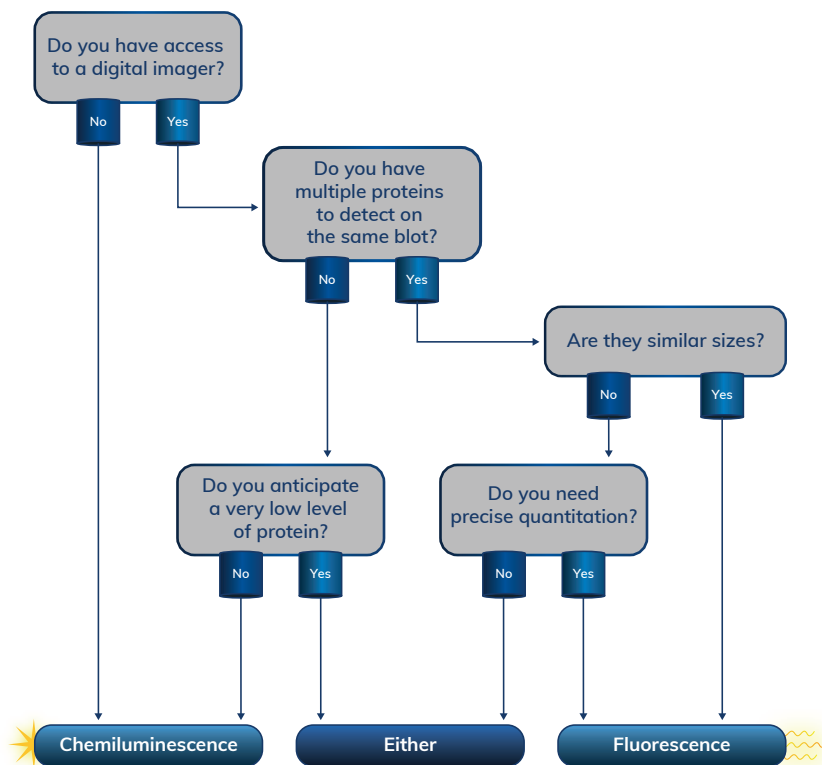 Do you have access
to a digital imager?
No
Yes
Do you have
multiple proteins
to detect on
the same blot?
No
Yes
Are they similar sizes?
No
Yes
Do you anticipate
a very low level
of protein?
No
Yes
Do you need
precise quantitation?
No
Yes
Chemiluminescence
Either
Fluorescence